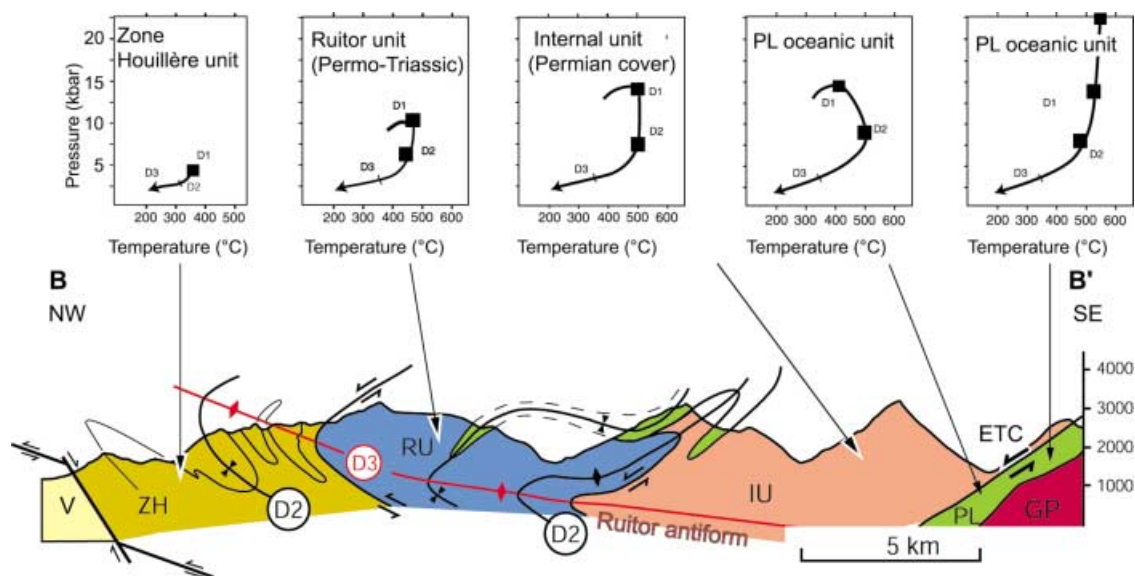 Zone
Houillère unit
Pressure (kbar)
20
15
10
5
D1
D3
D2
200 300 400 500
Temperature (°C)
Ruitor unit
(Permo-Triassic)
D1
D3
D2
200 300 400 500 600
Temperature (°C)
Internal unit
(Permian cover)
D1
D2
D3
200 300 400 500 600
Temperature (°C)
PL oceanic unit
D1
D2
D3
200 300 400 500 600
Temperature (°C)
PL oceanic unit
D1
D2
D3
200 300 400 500 600
Temperature (°C)
B
NW
B'
SE
4000
3000
2000
1000
V
ZH
D2
D3
RU
D2
Ruitor antiform
IU
ETC
PL
GP
5 km